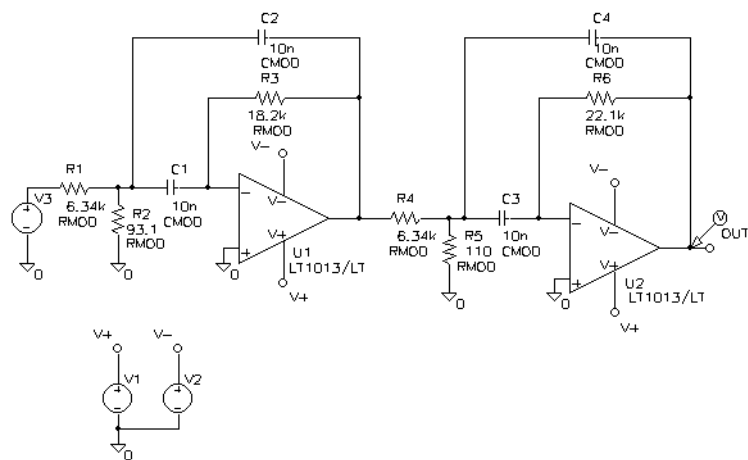 C2
10n
CMOD
R3
18.2k
RMOD
C4
10n
CMOD
R6
22.1k
RMOD
V3
R1
6.34k
RMOD
R2
93.1
RMOD
C1
10n
CMOD
V-
V-
V+
U1
LT1013/LT
V+
R4
6.34k
RMOD
R5
110
RMOD
C3
10n
CMOD
V-
V-
V+
U2
LT1013/LT
V+
V
OUT
0
0
0
0
0
V+
V-
V1
V2
0